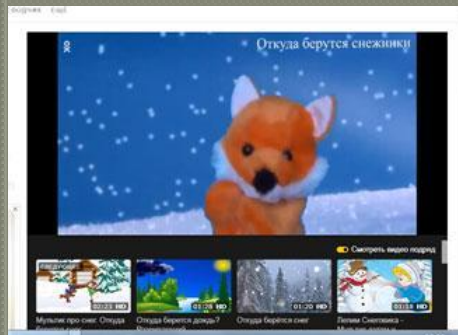 ещё
Откуда берутся снежинки
Смотреть видео подряд
02:23 HD
01:28 HD
01:20 HD
01:58 HD
Мультик про снег. Откуда
Откуда берется дождь?
Откуда берётся снег
Лепим Снеговика -